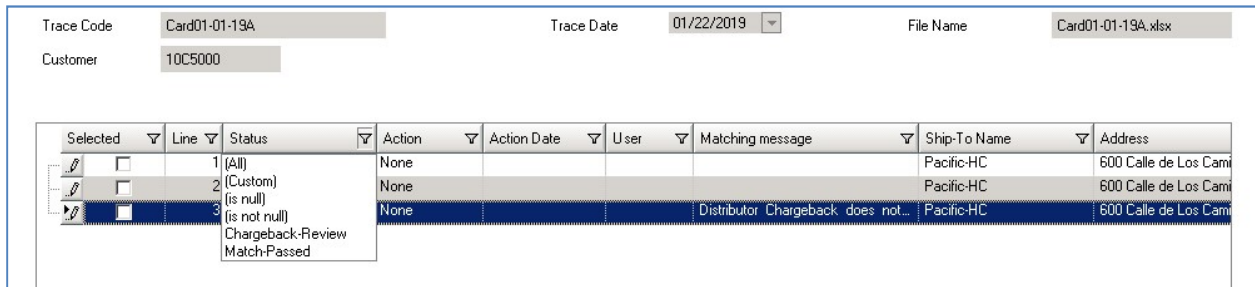 Trace Code Card01-01-19A Trace Date 01/22/2019 File Name Card01-01-19A.xlsx
Customer 10C5000
Selected Line Status Action Action Date User Matching message Ship-To Name Address
1 (All) None Pacific-HC 600 Calle de Los Cami
2 (Custom) None Pacific-HC 600 Calle de Los Cami
(is null)
3 (is not null) None Distributor Chargeback does not... Pacific-HC 600 Calle de Los Cami
Chargeback-Review
Match-Passed